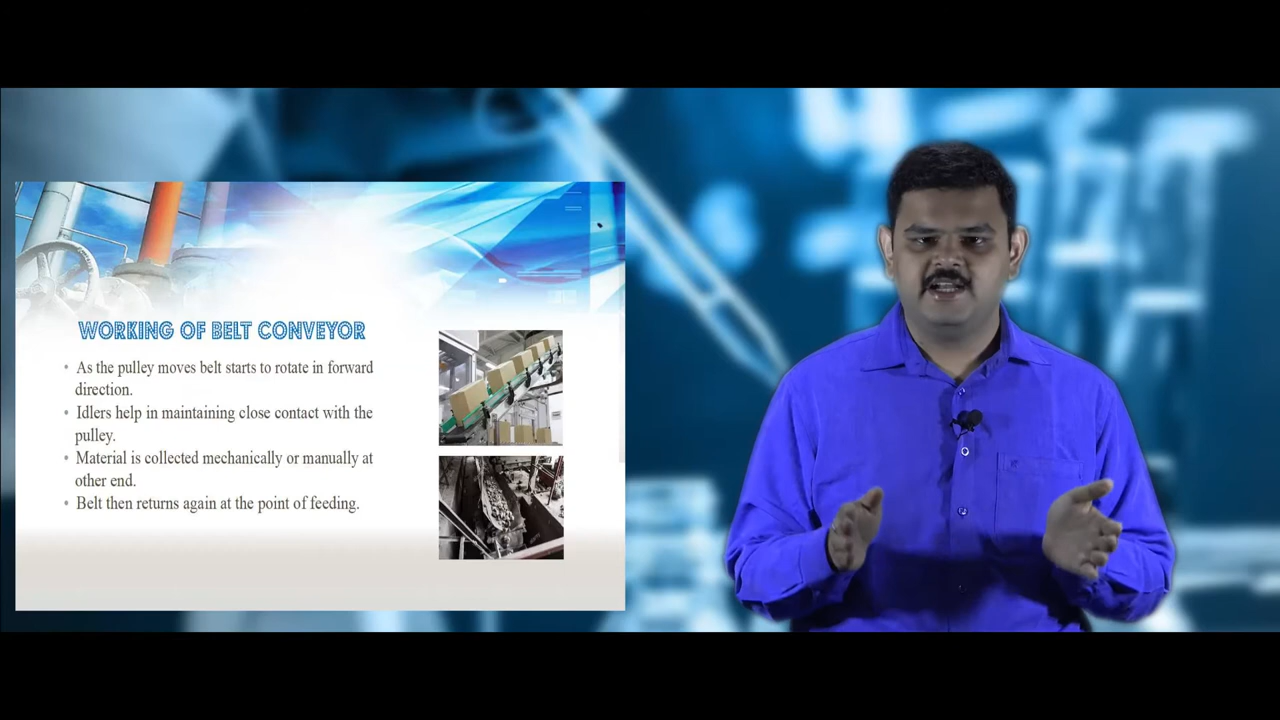 WORKING OF BELT CONVEYOR
• As the pulley moves belt starts to rotate in forward
direction.
• Idlers help in maintaining close contact with the
pulley.
• Material is collected mechanically or manually at
other end.
• Belt then returns again at the point of feeding.